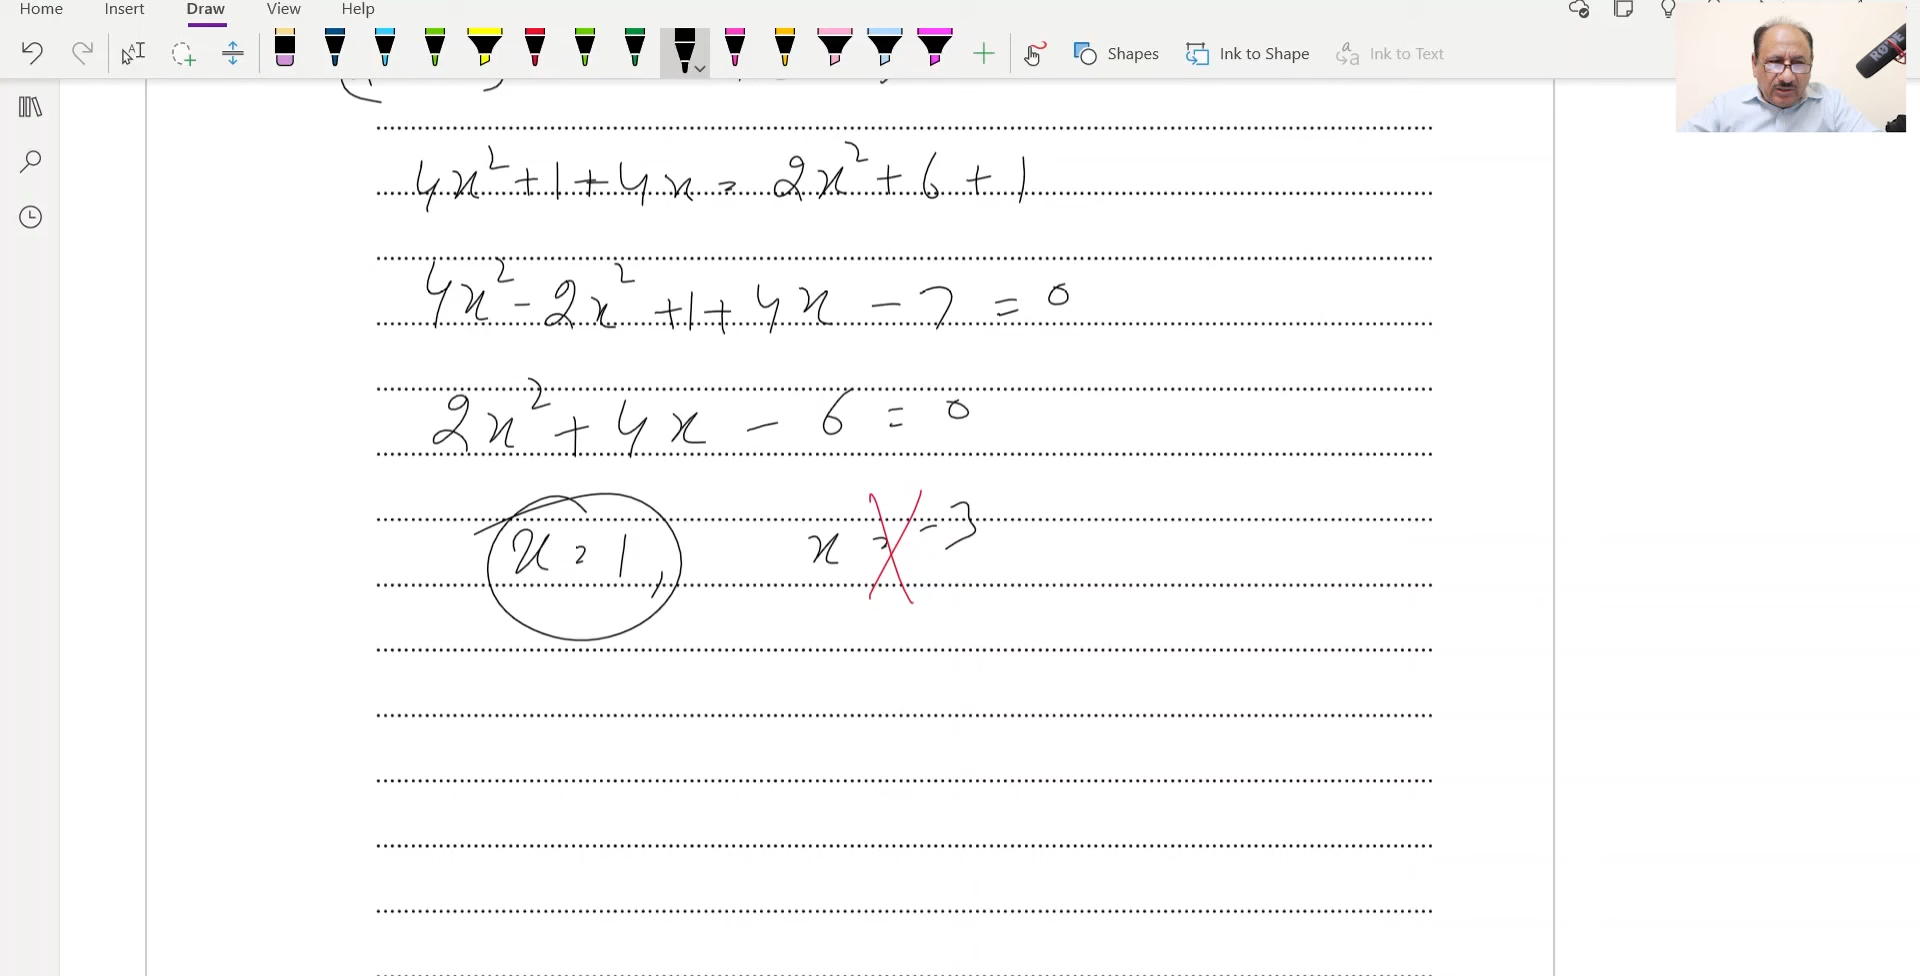 Home Insert Draw View Help
Shapes Ink to Shape Ink to Text
4x²+1+4x = 2x²+6+1
4x²-2x²+1+4x-7=0
2x²+4x-6=0
x=1, x=-3
RØDE